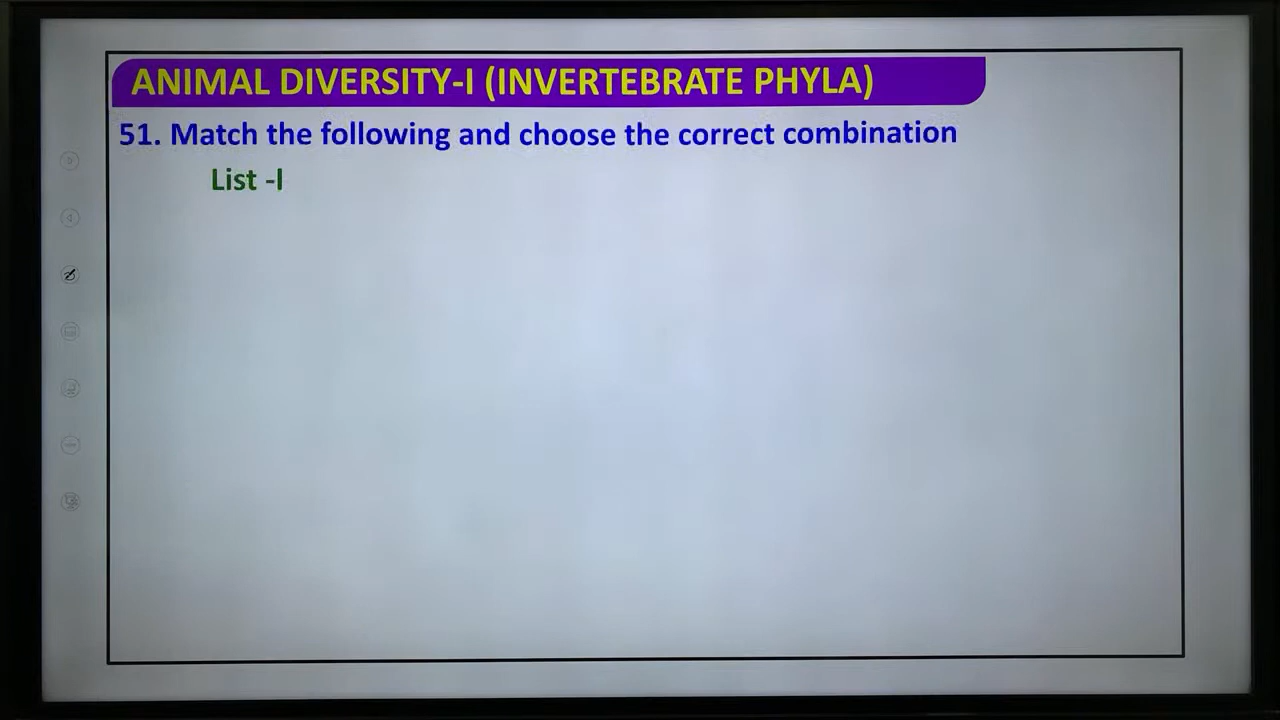 ANIMAL DIVERSITY-I (INVERTEBRATE PHYLA)
51. Match the following and choose the correct combination
List -I